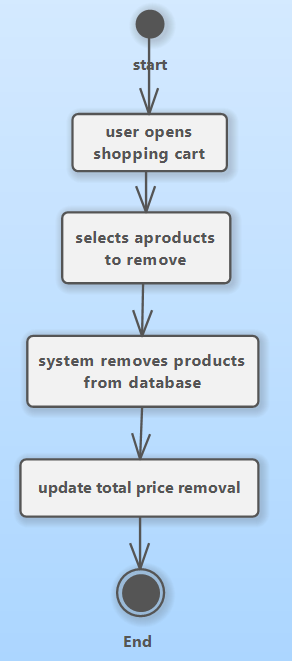 start
user opens
shopping cart
selects aproducts
to remove
system removes products
from database
update total price removal
End